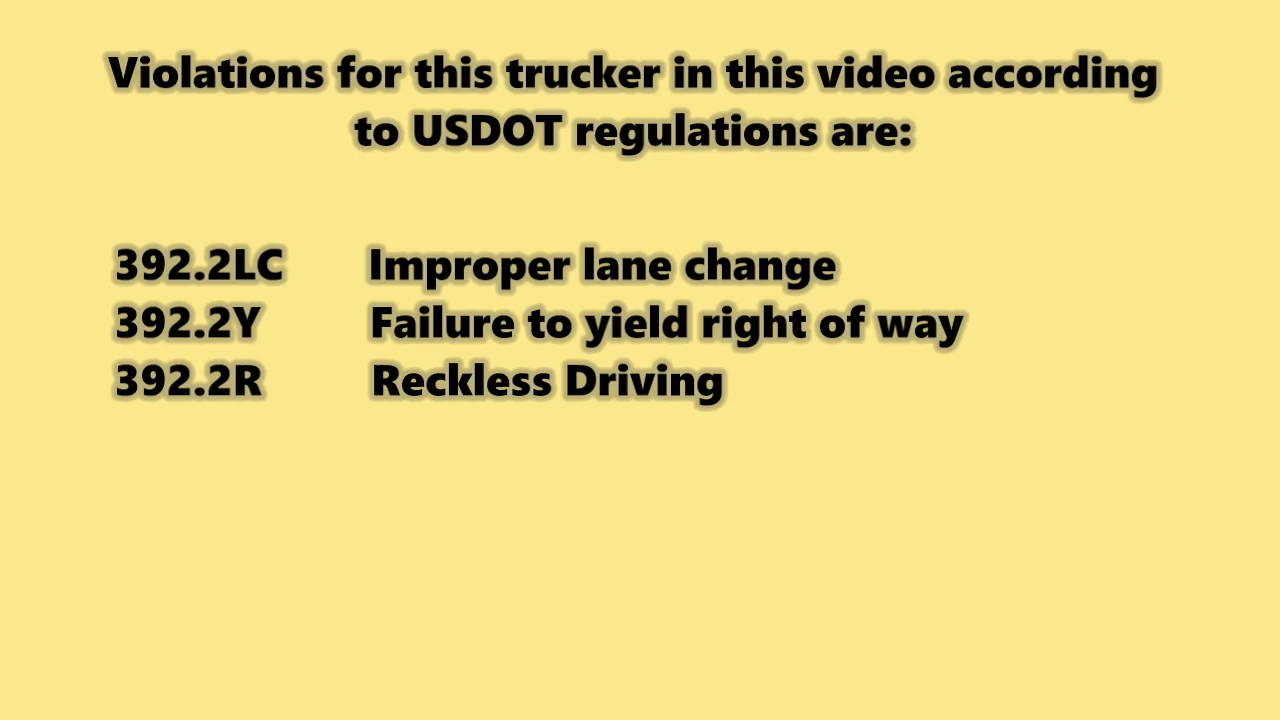 Violations for this trucker in this video according
to USDOT regulations are:
392.2LC Improper lane change
392.2Y Failure to yield right of way
392.2R Reckless Driving